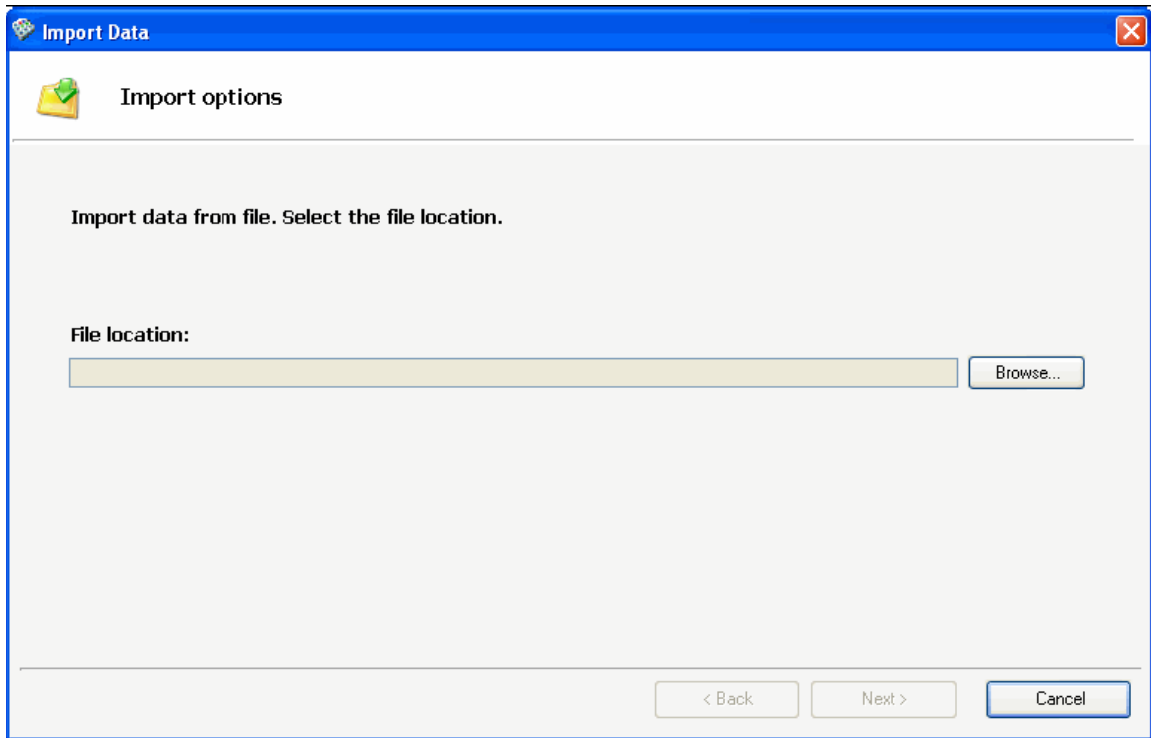 Import Data
Import options
Import data from file. Select the file location.
File location:
Browse...
< Back Next > Cancel